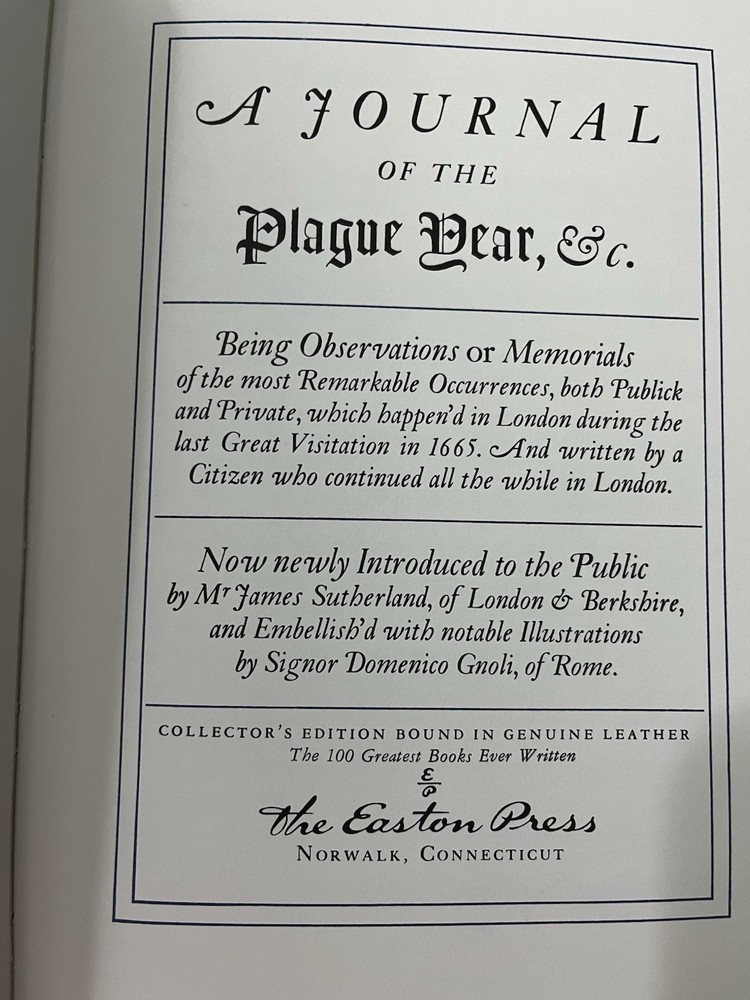 A JOURNAL
OF THE
Plague Year, &c.
Being Observations or Memorials
of the most Remarkable Occurrences, both Publick
and Private, which happen'd in London during the
last Great Visitation in 1665. And written by a
Citizen who continued all the while in London.
Now newly Introduced to the Public
by Mr James Sutherland, of London & Berkshire,
and Embellish'd with notable Illustrations
by Signor Domenico Gnoli, of Rome.
COLLECTOR'S EDITION BOUND IN GENUINE LEATHER
The 100 Greatest Books Ever Written
E
P
The Easton Press
NORWALK, CONNECTICUT